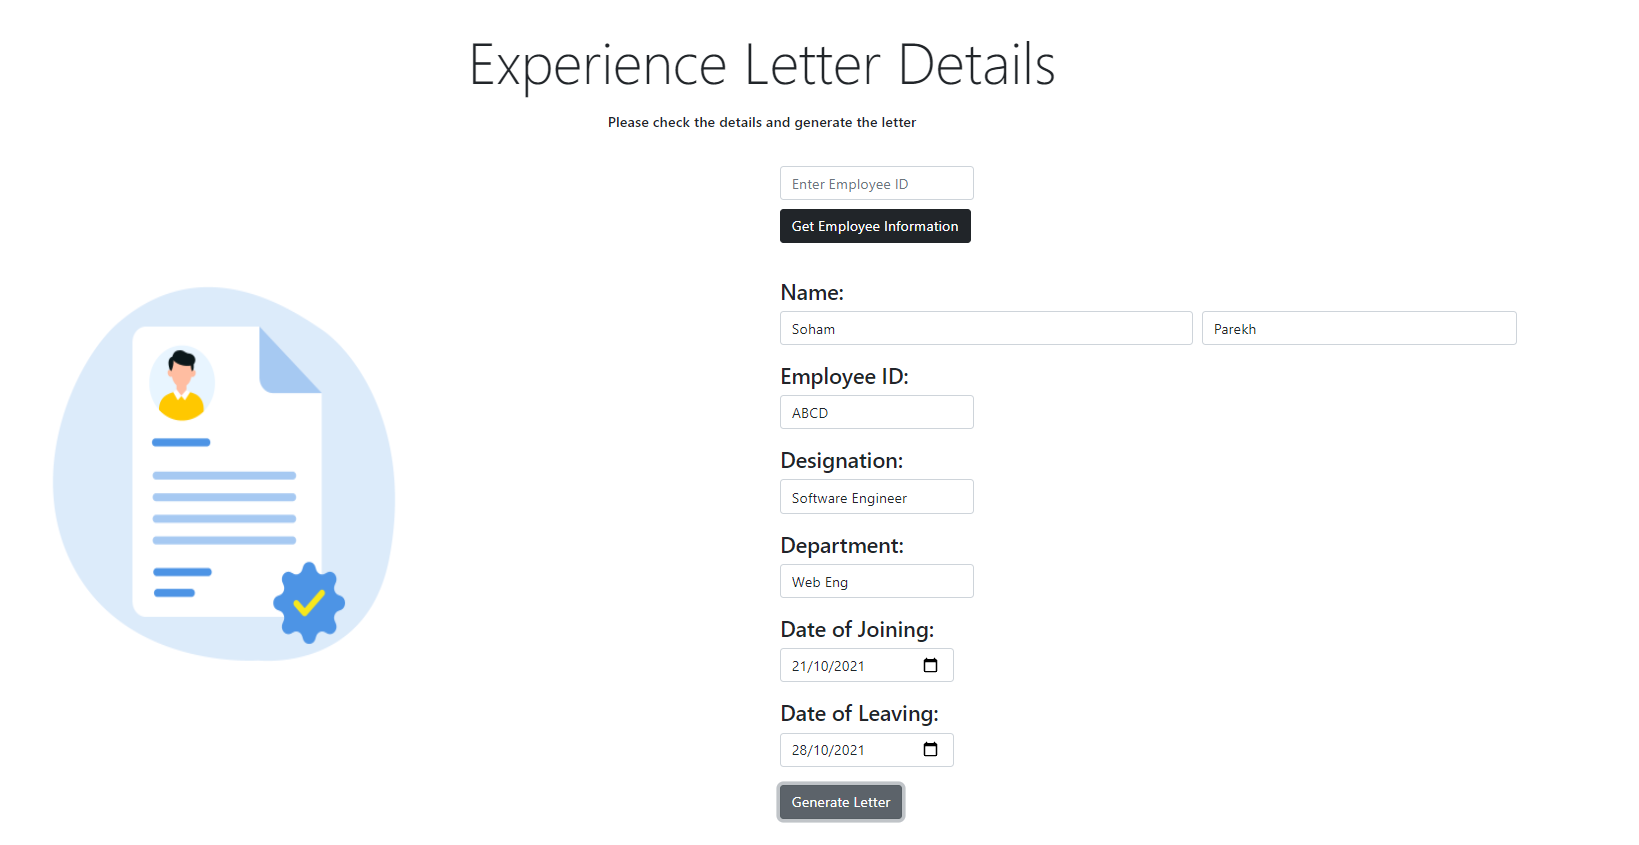 Experience Letter Details
Please check the details and generate the letter
Enter Employee ID
Get Employee Information
Name:
Soham Parekh
Employee ID:
ABCD
Designation:
Software Engineer
Department:
Web Eng
Date of Joining:
21/10/2021
Date of Leaving:
28/10/2021
Generate Letter